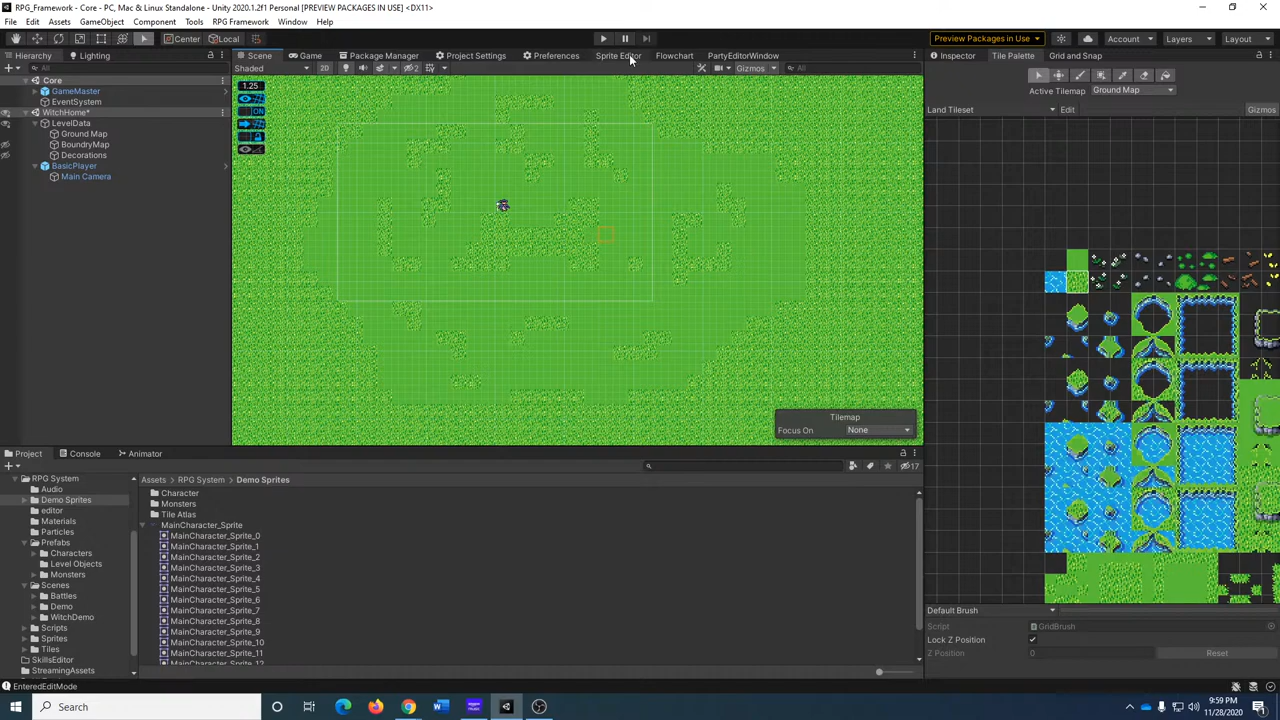 RPG_Framework - Core - PC, Mac & Linux Standalone - Unity 2020.1.2f1 Personal [PREVIEW PACKAGES IN USE] <DX11>
File Edit Assets GameObject Component Tools RPG Framework Window Help
Center Local Preview Packages in Use Account Layers Layout
Hierarchy Lighting Scene Game Package Manager Project Settings Preferences Sprite Editor Flowchart PartyEditorWindow Inspector Tile Palette Grid and Snap
All Shaded 2D 2 Gizmos All
Core
GameMaster
EventSystem
WitchHome*
LevelData
Ground Map
BoundryMap
Decorations
BasicPlayer
Main Camera
1.25
ON
Active Tilemap Ground Map
Land Tileset Edit Gizmos
Tilemap
Focus On None
Project Console Animator
17
RPG System
Audio
Demo Sprites
editor
Materials
Particles
Prefabs
Characters
Level Objects
Monsters
Scenes
Battles
Demo
WitchDemo
Scripts
Sprites
Tiles
SkillsEditor
StreamingAssets
Assets RPG System Demo Sprites
Character
Monsters
Tile Atlas
MainCharacter_Sprite
MainCharacter_Sprite_0
MainCharacter_Sprite_1
MainCharacter_Sprite_2
MainCharacter_Sprite_3
MainCharacter_Sprite_4
MainCharacter_Sprite_5
MainCharacter_Sprite_6
MainCharacter_Sprite_7
MainCharacter_Sprite_8
MainCharacter_Sprite_9
MainCharacter_Sprite_10
MainCharacter_Sprite_11
MainCharacter_Sprite_12
Default Brush
Script GridBrush
Lock Z Position
Z Position 0 Reset
EnteredEditMode
Search
9:59 PM
11/28/2020